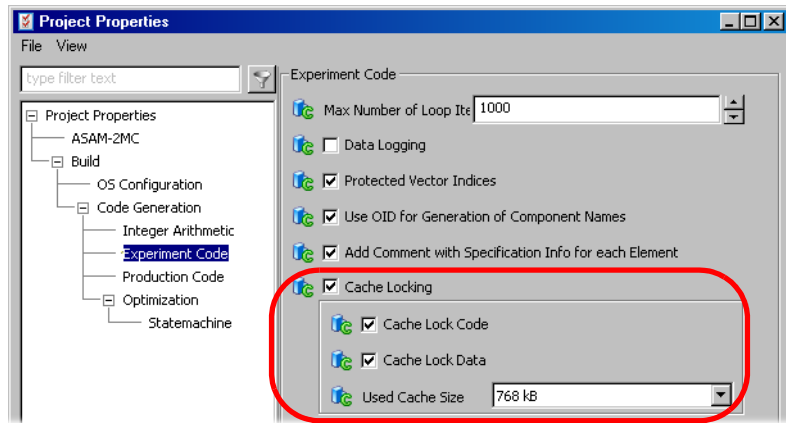 Project Properties
File View
type filter text
Project Properties
ASAM-2MC
Build
OS Configuration
Code Generation
Integer Arithmetic
Experiment Code
Production Code
Optimization
Statemachine
Experiment Code
Max Number of Loop Ite 1000
Data Logging
Protected Vector Indices
Use OID for Generation of Component Names
Add Comment with Specification Info for each Element
Cache Locking
Cache Lock Code
Cache Lock Data
Used Cache Size 768 kB